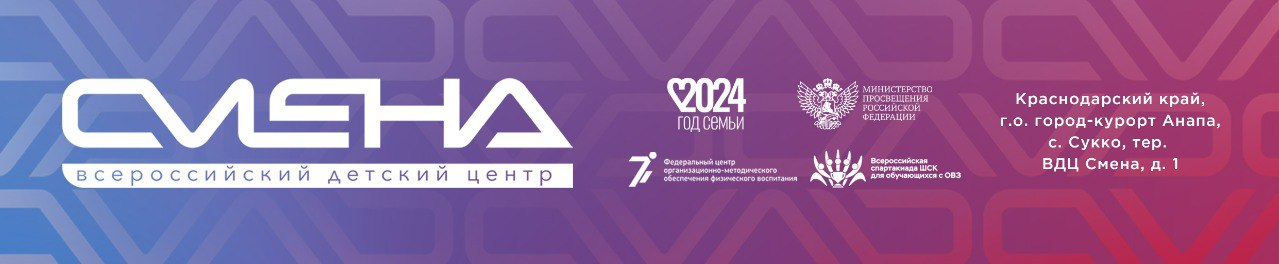 СМЕНА
всероссийский детский центр
2024
ГОД СЕМЬИ
МИНИСТЕРСТВО
ПРОСВЕЩЕНИЯ
РОССИЙСКОЙ
ФЕДЕРАЦИИ
Федеральный центр
организационно-методического
обеспечения физического воспитания
Всероссийская
спартакиада ШСК
для обучающихся с ОВЗ
Краснодарский край,
г.о. город-курорт Анапа,
с. Сукко, тер.
ВДЦ Смена, д. 1